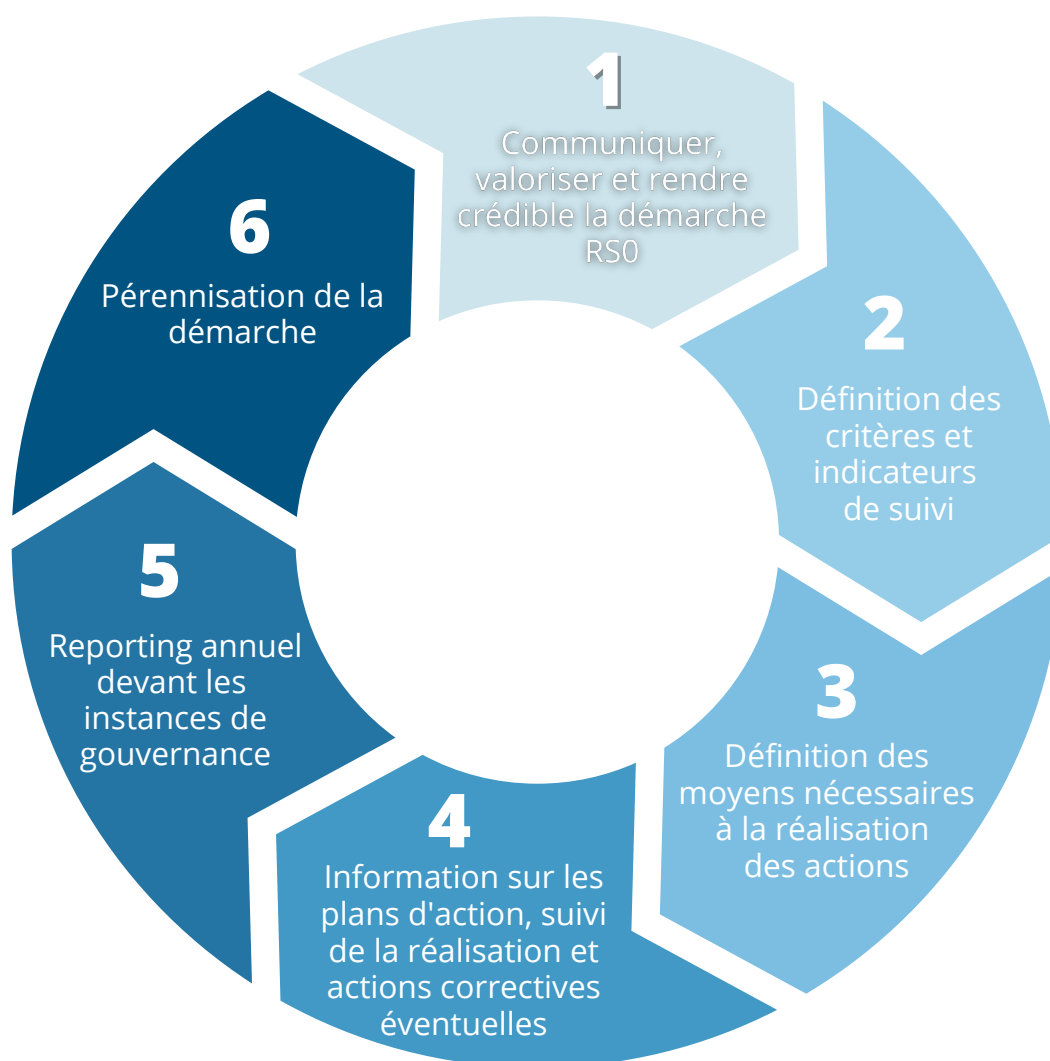 1
Communiquer,
valoriser et rendre
crédible la démarche
RS0
2
Définition des
critères et
indicateurs
de suivi
3
Définition des
moyens nécessaires
à la réalisation
des actions
4
Information sur les
plans d'action, suivi
de la réalisation et
actions correctives
éventuelles
5
Reporting annuel
devant les
instances de
gouvernance
6
Pérennisation de la
démarche